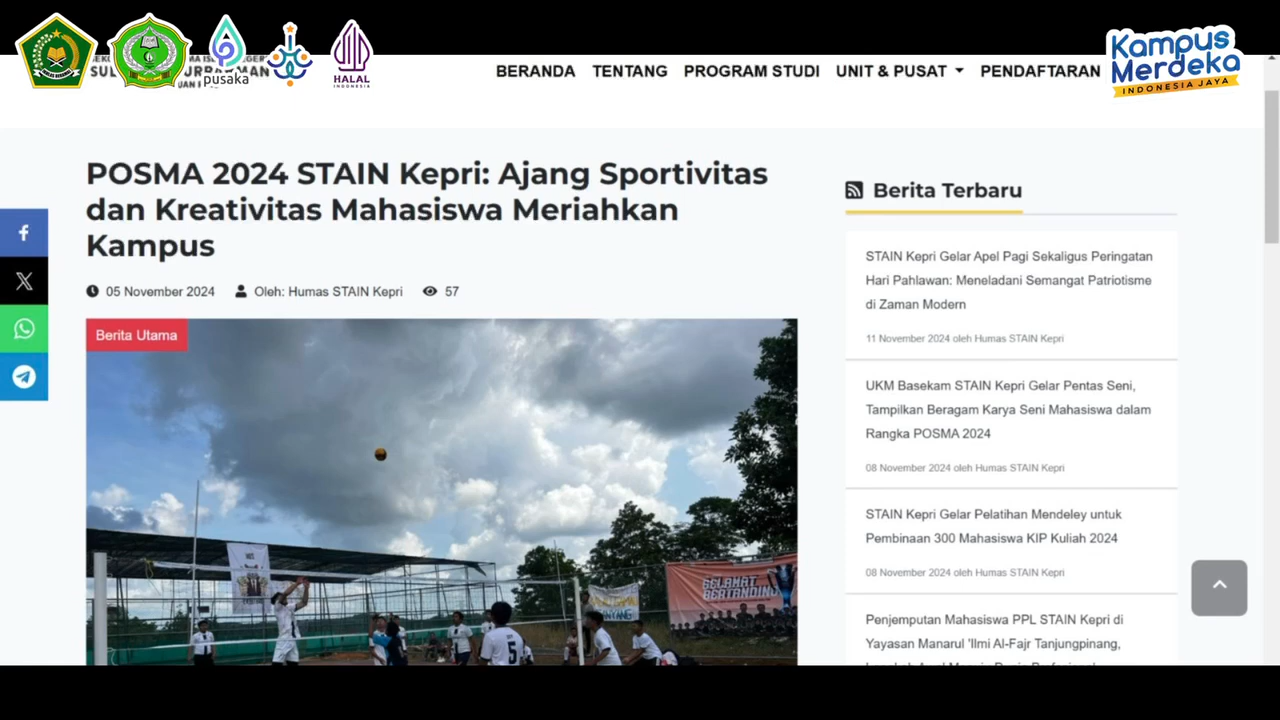 pusaka
HALAL
INDONESIA
Kampus
Merdeka
INDONESIA JAYA
BERANDA TENTANG PROGRAM STUDI UNIT & PUSAT PENDAFTARAN
POSMA 2024 STAIN Kepri: Ajang Sportivitas
dan Kreativitas Mahasiswa Meriahkan
Kampus
05 November 2024 Oleh: Humas STAIN Kepri 57
Berita Utama
SELAMAT
BERTANDING
5
Berita Terbaru
STAIN Kepri Gelar Apel Pagi Sekaligus Peringatan
Hari Pahlawan: Meneladani Semangat Patriotisme
di Zaman Modern
11 November 2024 oleh Humas STAIN Kepri
UKM Basekam STAIN Kepri Gelar Pentas Seni,
Tampilkan Beragam Karya Seni Mahasiswa dalam
Rangka POSMA 2024
08 November 2024 oleh Humas STAIN Kepri
STAIN Kepri Gelar Pelatihan Mendeley untuk
Pembinaan 300 Mahasiswa KIP Kuliah 2024
08 November 2024 oleh Humas STAIN Kepri
Penjemputan Mahasiswa PPL STAIN Kepri di
Yayasan Manarul 'Ilmi Al-Fajr Tanjungpinang,